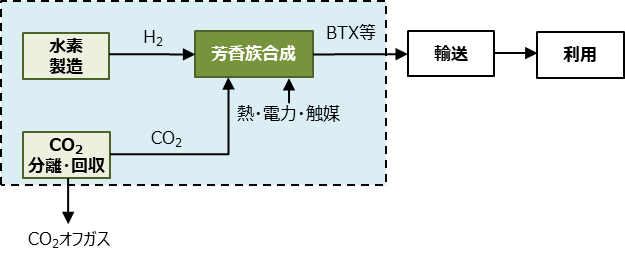 水素
製造
H₂
芳香族合成
BTX等
輸送
利用
熱・電力・触媒
CO₂
分離・回収
CO₂
CO₂オフガス